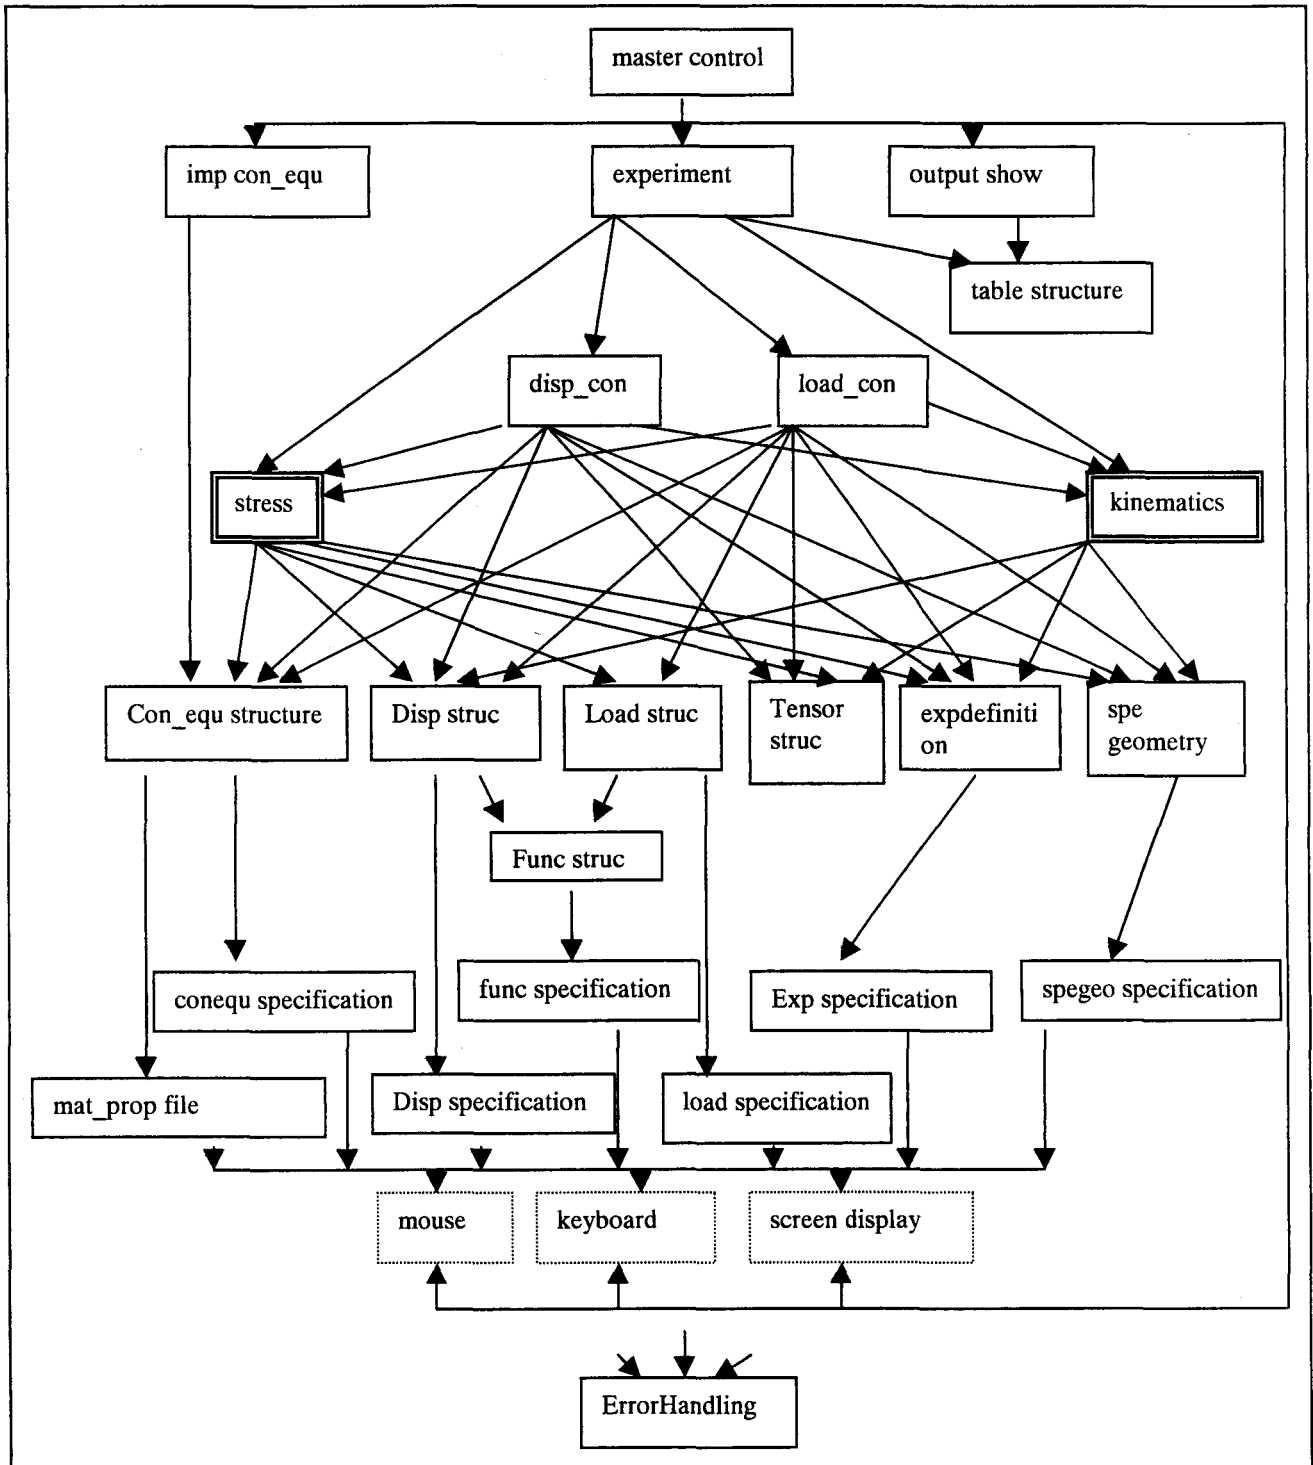 master control
imp con_equ
experiment
output show
table structure
disp_con
load_con
stress
kinematics
Con_equ structure
Disp struc
Load struc
Tensor
struc
expdefiniti
on
spe
geometry
Func struc
conequ specification
func specification
Exp specification
spegeo specification
mat_prop file
Disp specification
load specification
mouse
keyboard
screen display
ErrorHandling